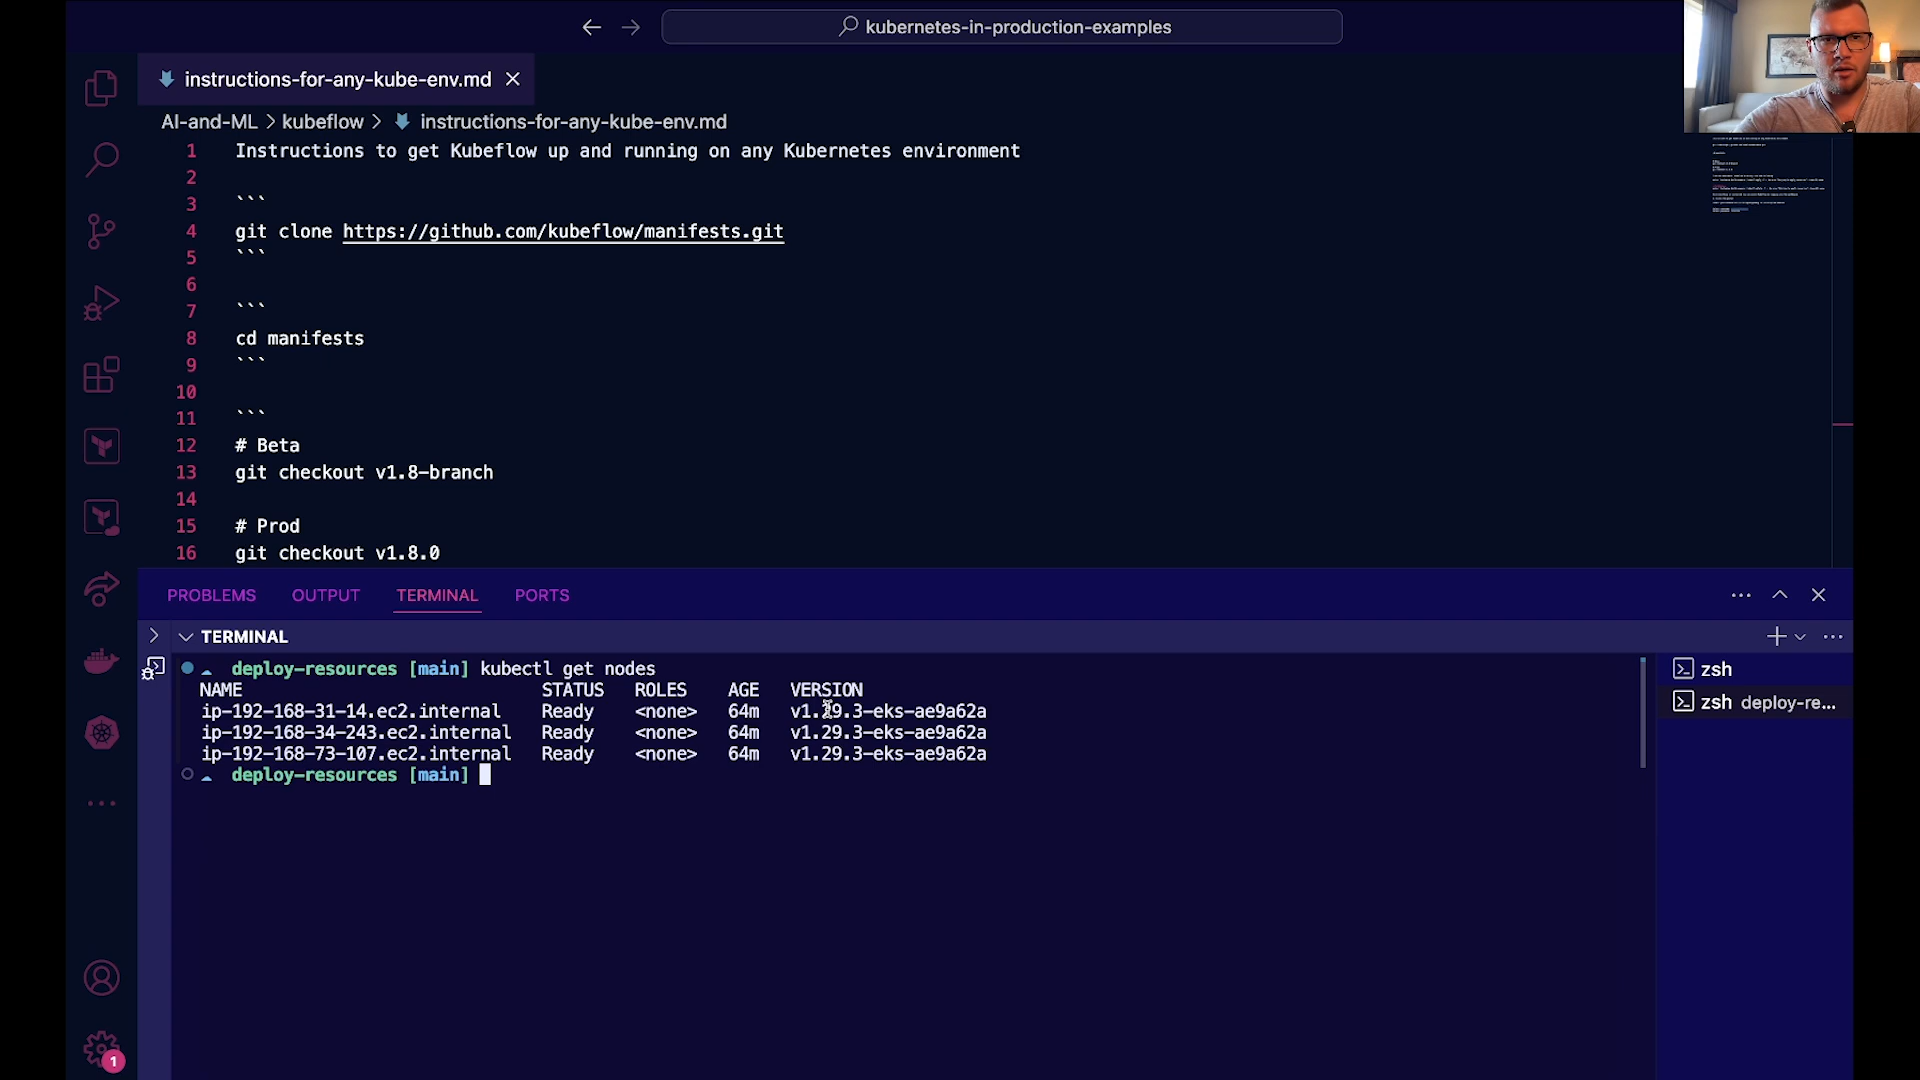 kubernetes-in-production-examples
instructions-for-any-kube-env.md
AI-and-ML > kubeflow > instructions-for-any-kube-env.md
1 Instructions to get Kubeflow up and running on any Kubernetes environment
2
3 ```
4 git clone https://github.com/kubeflow/manifests.git
5 ```
6
7 ```
8 cd manifests
9 ```
10
11 ```
12 # Beta
13 git checkout v1.8-branch
14
15 # Prod
16 git checkout v1.8.0
PROBLEMS OUTPUT TERMINAL PORTS
TERMINAL
deploy-resources [main] kubectl get nodes
NAME STATUS ROLES AGE VERSION
ip-192-168-31-14.ec2.internal Ready <none> 64m v1.29.3-eks-ae9a62a
ip-192-168-34-243.ec2.internal Ready <none> 64m v1.29.3-eks-ae9a62a
ip-192-168-73-107.ec2.internal Ready <none> 64m v1.29.3-eks-ae9a62a
deploy-resources [main]
zsh
zsh deploy-re...
1